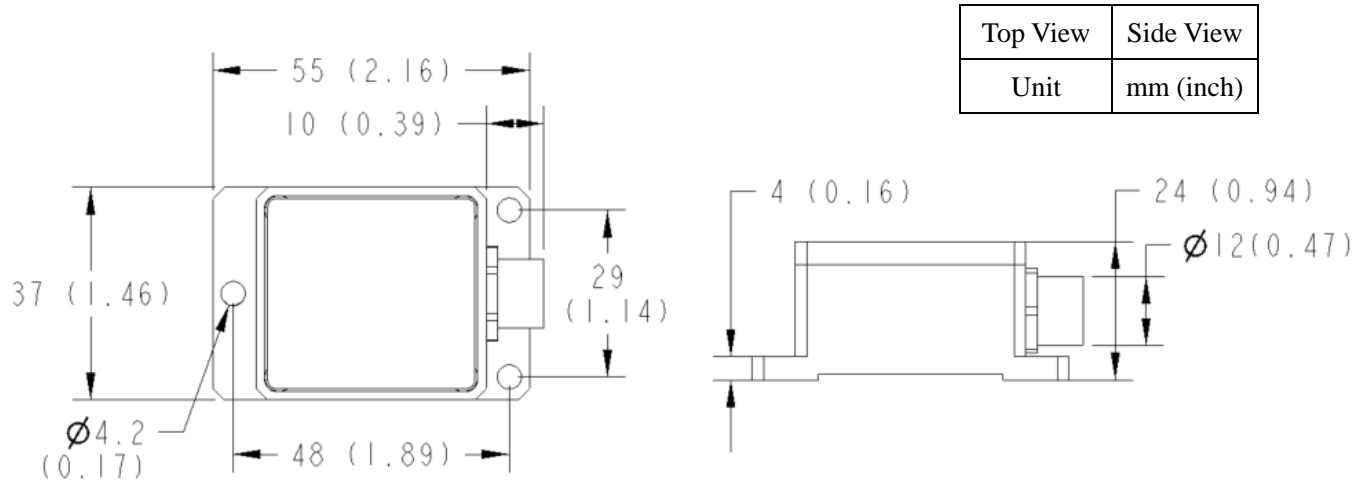 Top View Side View
Unit mm (inch)
55 (2.16)
10 (0.39)
37 (1.46)
29
(1.14)
Ø4.2
(0.17)
48 (1.89)
4 (0.16)
24 (0.94)
Ø12(0.47)